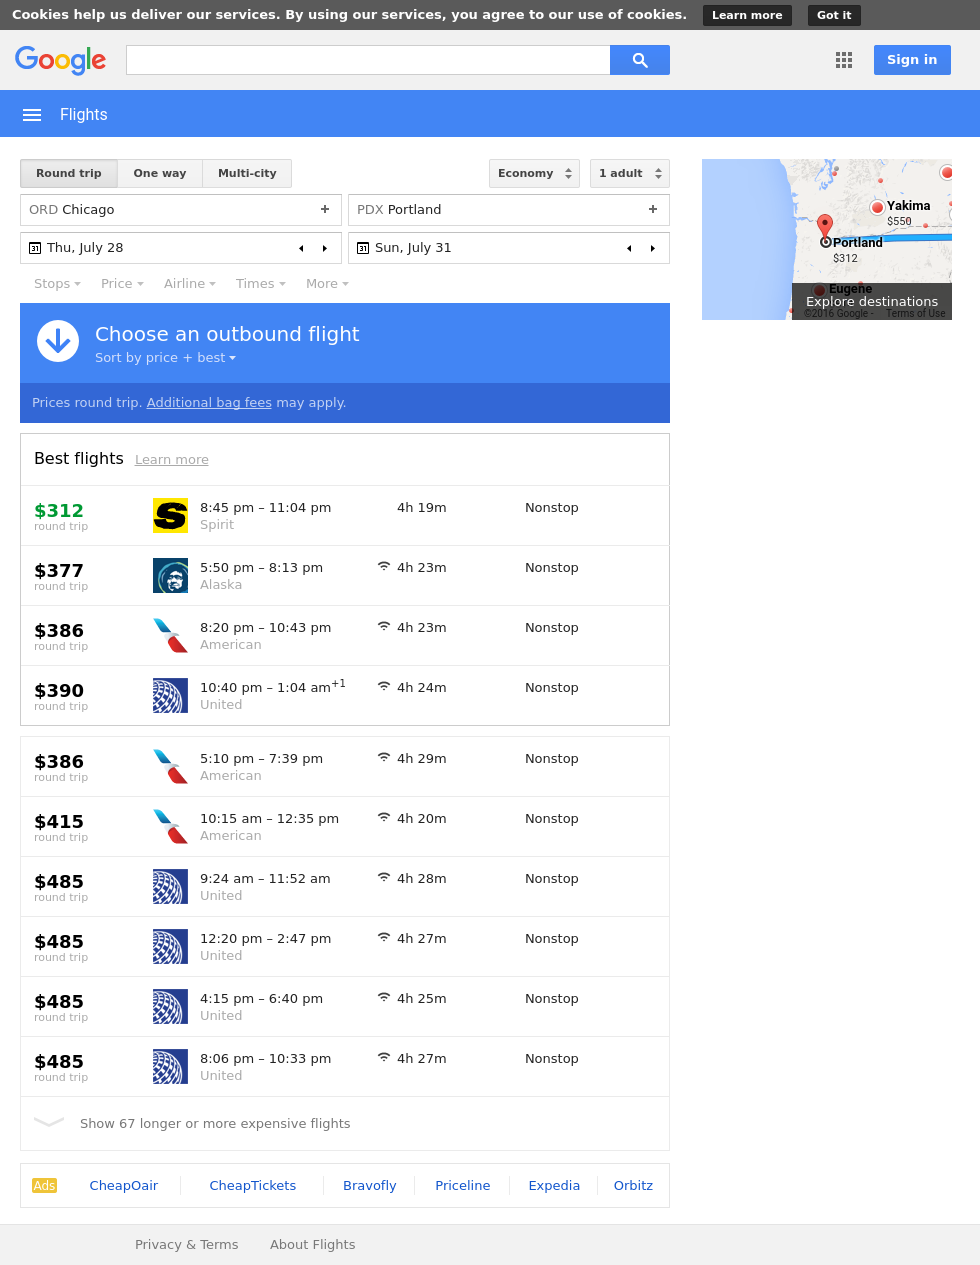 Cookies help us deliver our services. By using our services, you agree to our use of cookies. Learn more Got it
Google
Sign in
Flights
Round trip One way Multi-city Economy 1 adult
ORD Chicago + PDX Portland +
31 Thu, July 28 31 Sun, July 31
Stops Price Airline Times More
Yakima
$550
Portland
$312
Eugene
Explore destinations
©2016 Google - Terms of Use
Choose an outbound flight
Sort by price + best
Prices round trip. Additional bag fees may apply.
Best flights Learn more
$312 8:45 pm – 11:04 pm 4h 19m Nonstop
round trip Spirit
$377 5:50 pm – 8:13 pm 4h 23m Nonstop
round trip Alaska
$386 8:20 pm – 10:43 pm 4h 23m Nonstop
round trip American
$390 10:40 pm – 1:04 am+1 4h 24m Nonstop
round trip United
$386 5:10 pm – 7:39 pm 4h 29m Nonstop
round trip American
$415 10:15 am – 12:35 pm 4h 20m Nonstop
round trip American
$485 9:24 am – 11:52 am 4h 28m Nonstop
round trip United
$485 12:20 pm – 2:47 pm 4h 27m Nonstop
round trip United
$485 4:15 pm – 6:40 pm 4h 25m Nonstop
round trip United
$485 8:06 pm – 10:33 pm 4h 27m Nonstop
round trip United
Show 67 longer or more expensive flights
Ads CheapOair CheapTickets Bravofly Priceline Expedia Orbitz
Privacy & Terms About Flights